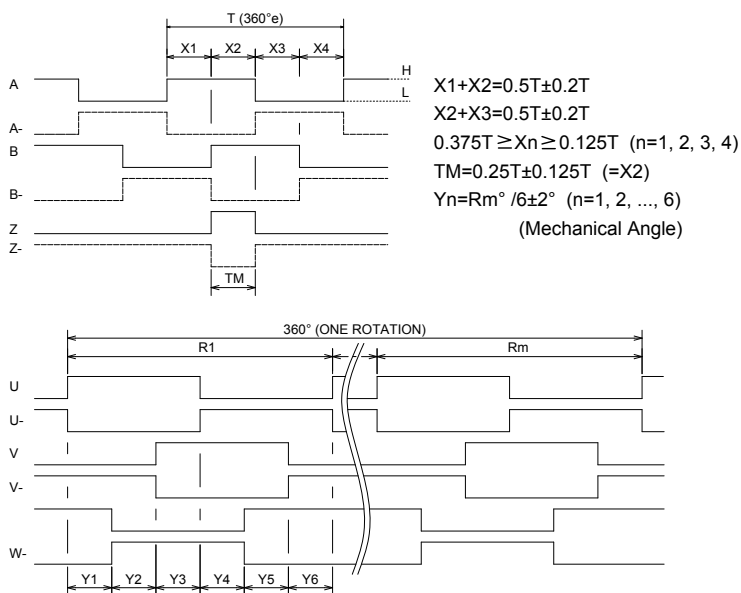 T (360°e)
X1 X2 X3 X4
H
A
L
A-
B
B-
Z
Z-
TM
X1+X2=0.5T±0.2T
X2+X3=0.5T±0.2T
0.375T≥Xn≥0.125T (n=1, 2, 3, 4)
TM=0.25T±0.125T (=X2)
Yn=Rm° /6±2° (n=1, 2, ..., 6)
(Mechanical Angle)
360° (ONE ROTATION)
R1 Rm
U
U-
V
V-
W-
Y1 Y2 Y3 Y4 Y5 Y6